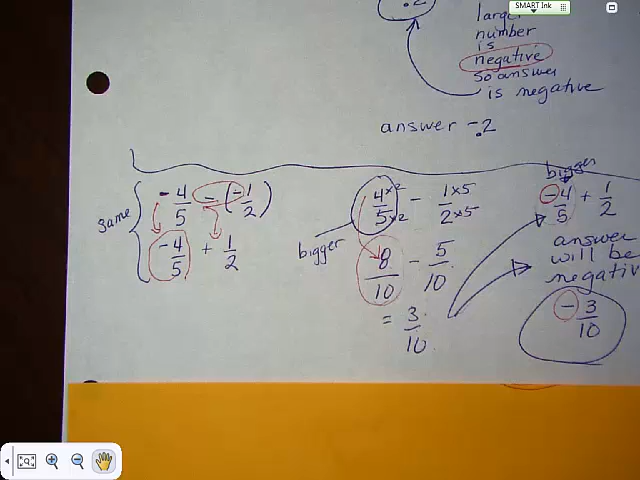 SMART Ink
.2
larger
number
is
negative
so answer
is negative
answer -.2
same
-4/5 - (-1/2)
-4/5 + 1/2
bigger
4×2/5×2 - 1×5/2×5
8/10 - 5/10
= 3/10
bigger
-4/5 + 1/2
answer
will be
negative
-3/10